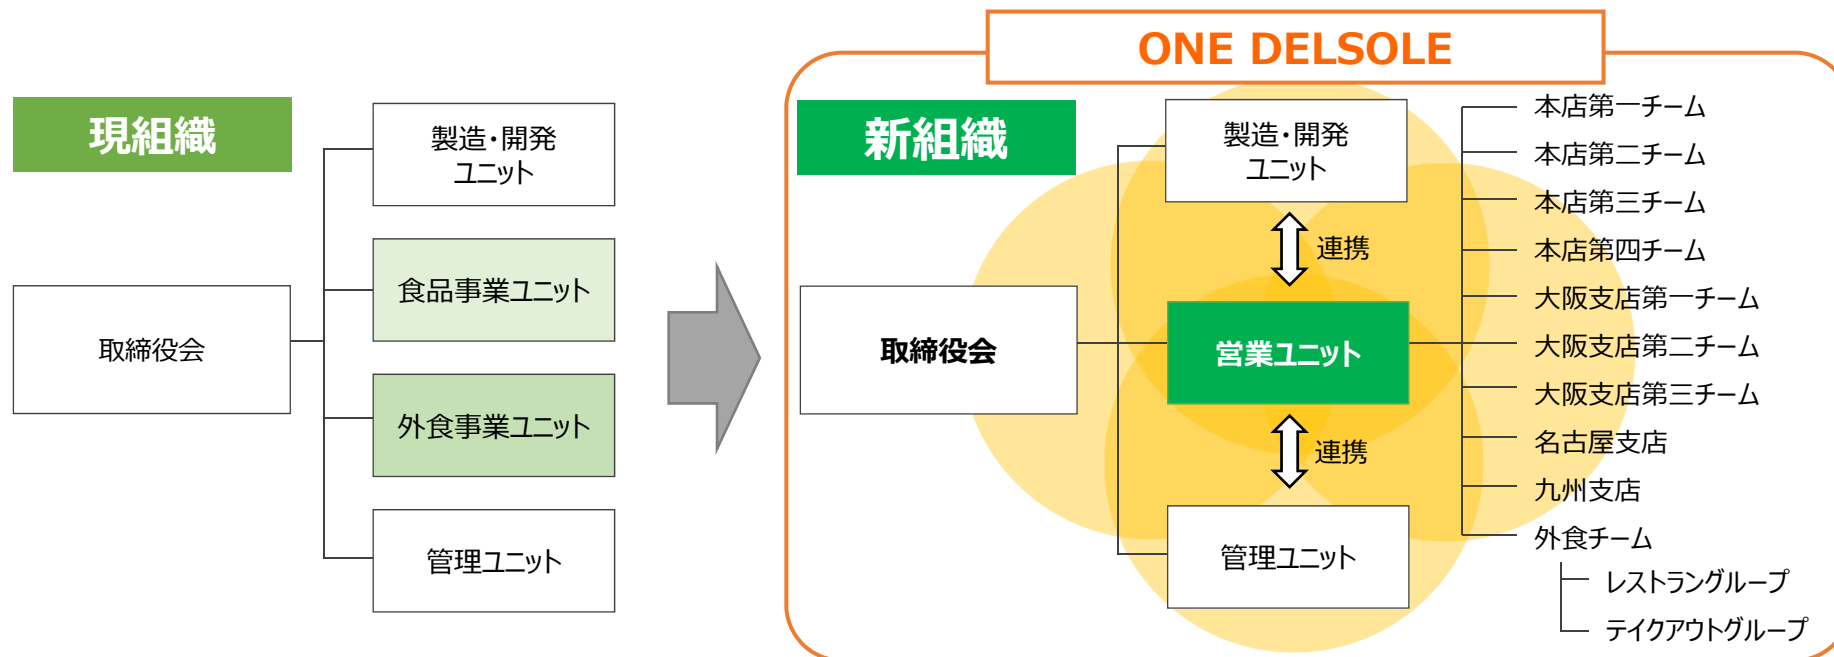 ONE DELSOLE
現組織
取締役会
製造・開発
ユニット
食品事業ユニット
外食事業ユニット
管理ユニット
新組織
取締役会
製造・開発
ユニット
連携
営業ユニット
連携
管理ユニット
本店第一チーム
本店第二チーム
本店第三チーム
本店第四チーム
大阪支店第一チーム
大阪支店第二チーム
大阪支店第三チーム
名古屋支店
九州支店
外食チーム
レストラングループ
テイクアウトグループ